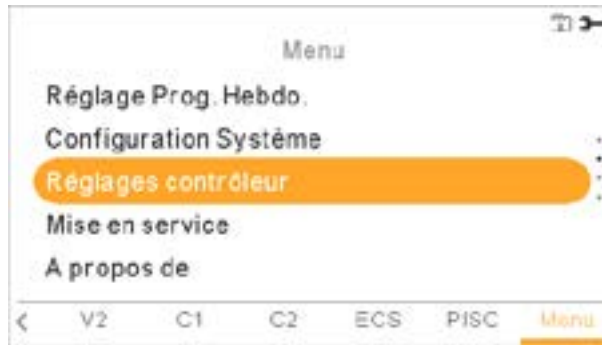 Menu
Réglage Prog. Hebdo.
Configuration Système
Réglages contrôleur
Mise en service
A propos de
< V2 C1 C2 ECS PISC Menu